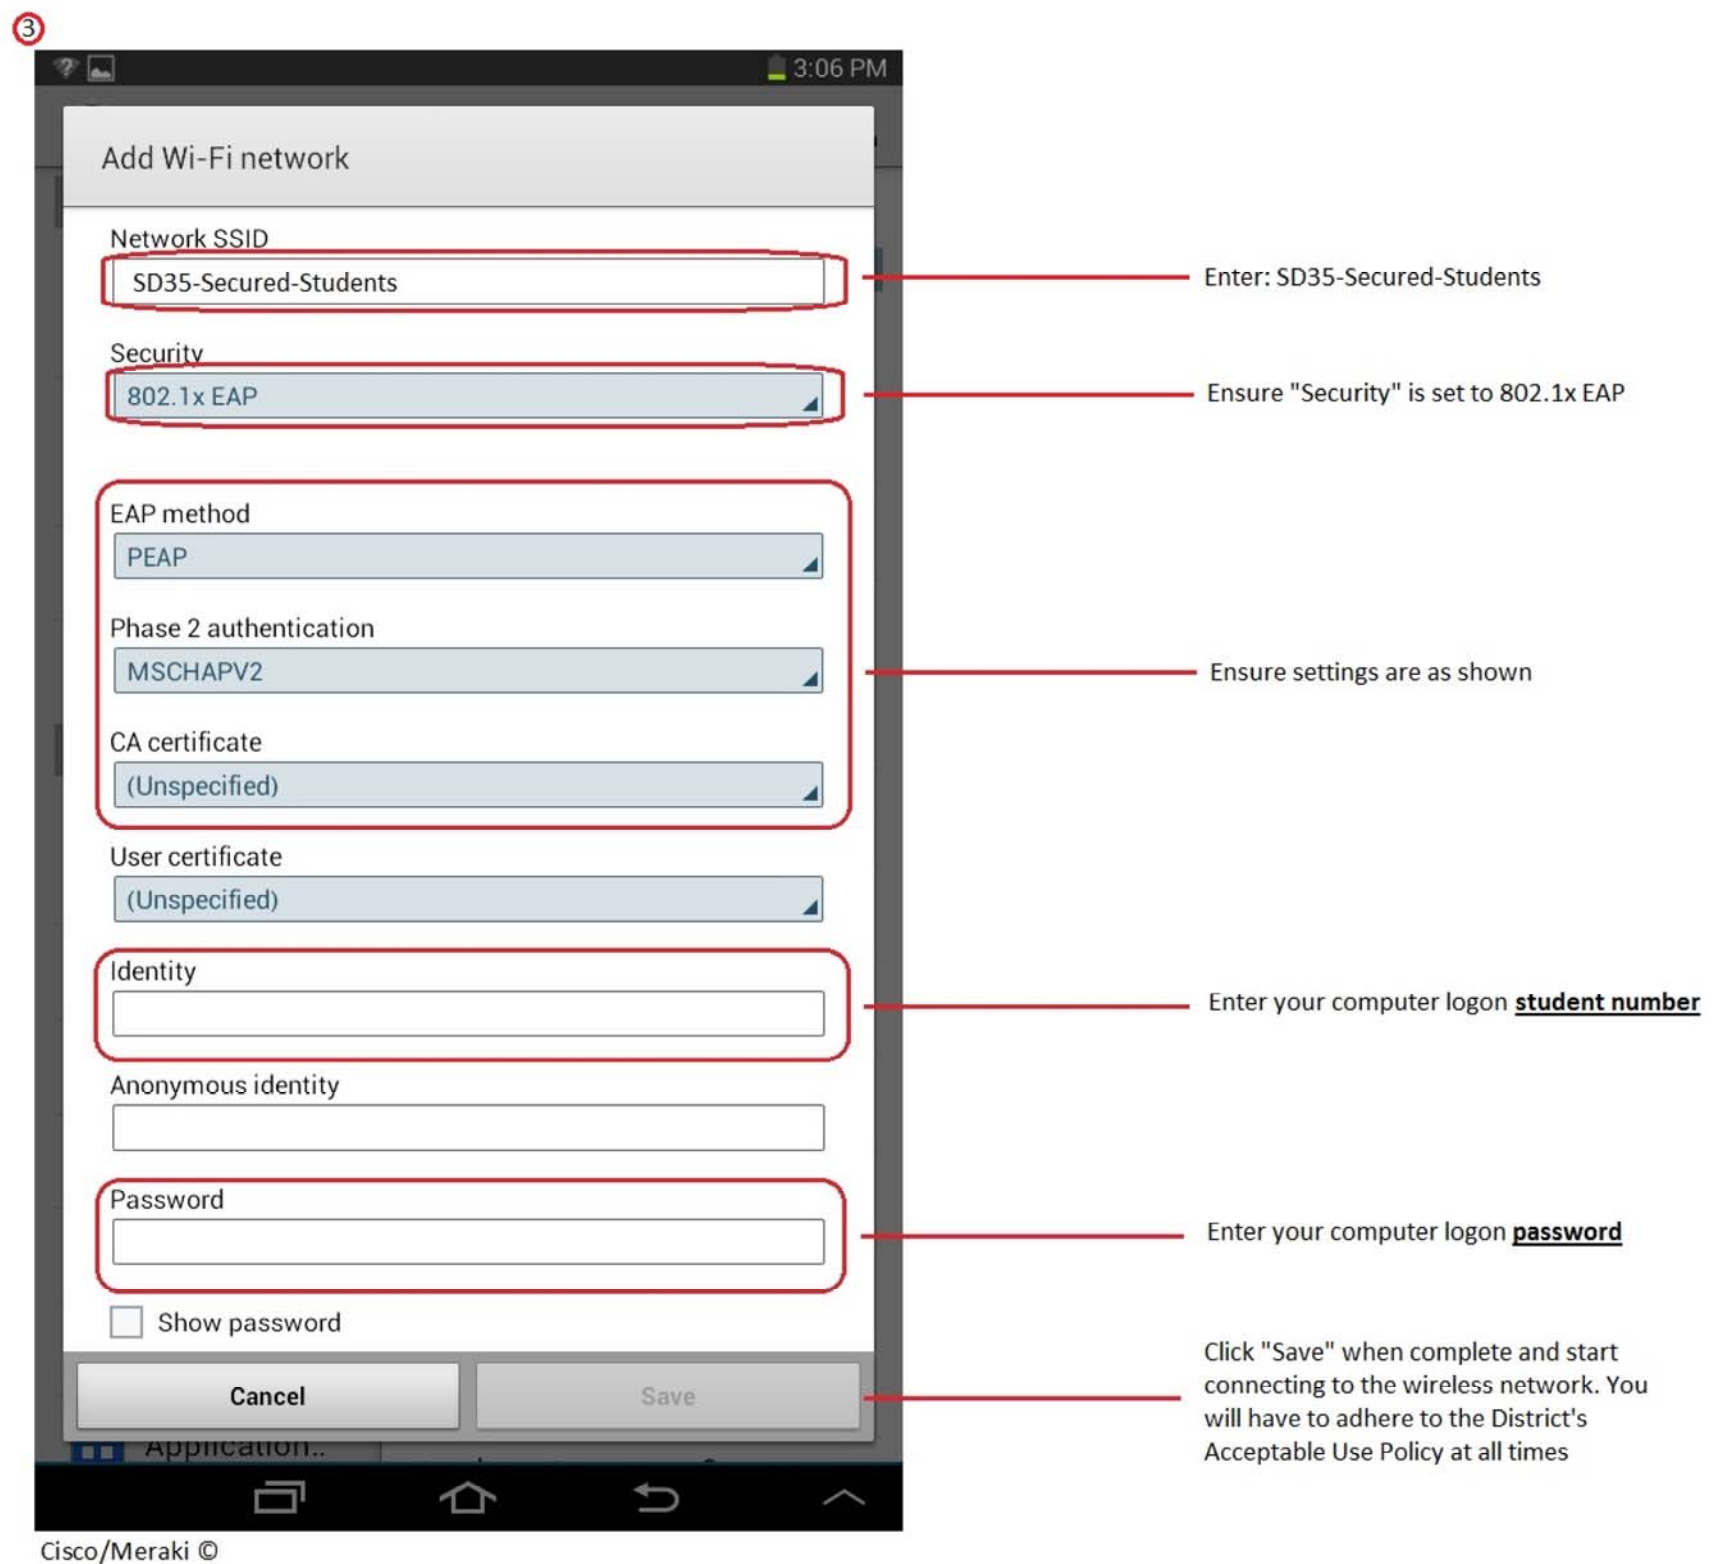 3
3:06 PM
Add Wi-Fi network
Network SSID
SD35-Secured-Students
Enter: SD35-Secured-Students
Security
802.1x EAP
Ensure "Security" is set to 802.1x EAP
EAP method
PEAP
Phase 2 authentication
MSCHAPV2
Ensure settings are as shown
CA certificate
(Unspecified)
User certificate
(Unspecified)
Identity
Enter your computer logon student number
Anonymous identity
Password
Enter your computer logon password
Show password
Cancel
Save
Click "Save" when complete and start
connecting to the wireless network. You
will have to adhere to the District's
Acceptable Use Policy at all times
Application..
Cisco/Meraki ©